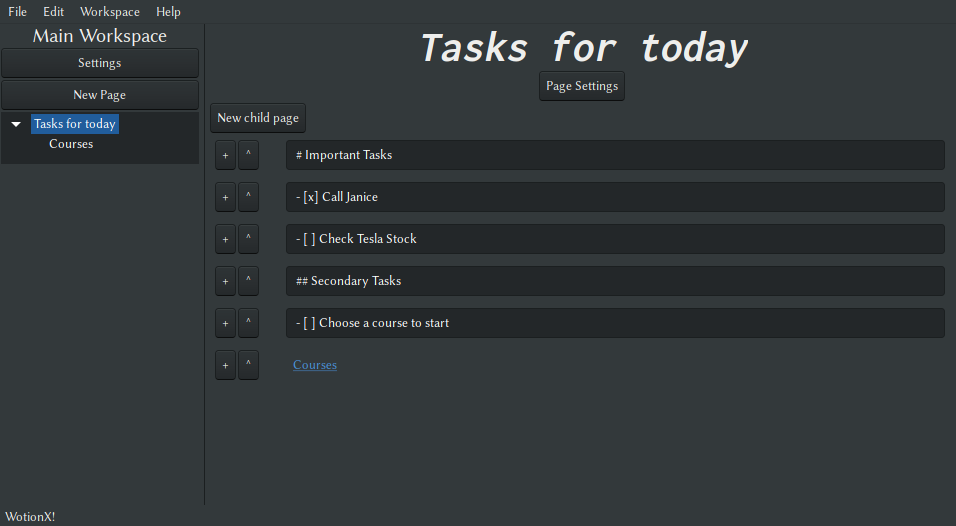 File Edit Workspace Help
Main Workspace
Settings
New Page
Tasks for today
Courses
Tasks for today
Page Settings
New child page
+ ^ # Important Tasks
+ ^ - [x] Call Janice
+ ^ - [ ] Check Tesla Stock
+ ^ ## Secondary Tasks
+ ^ - [ ] Choose a course to start
+ ^ Courses
WotionX!